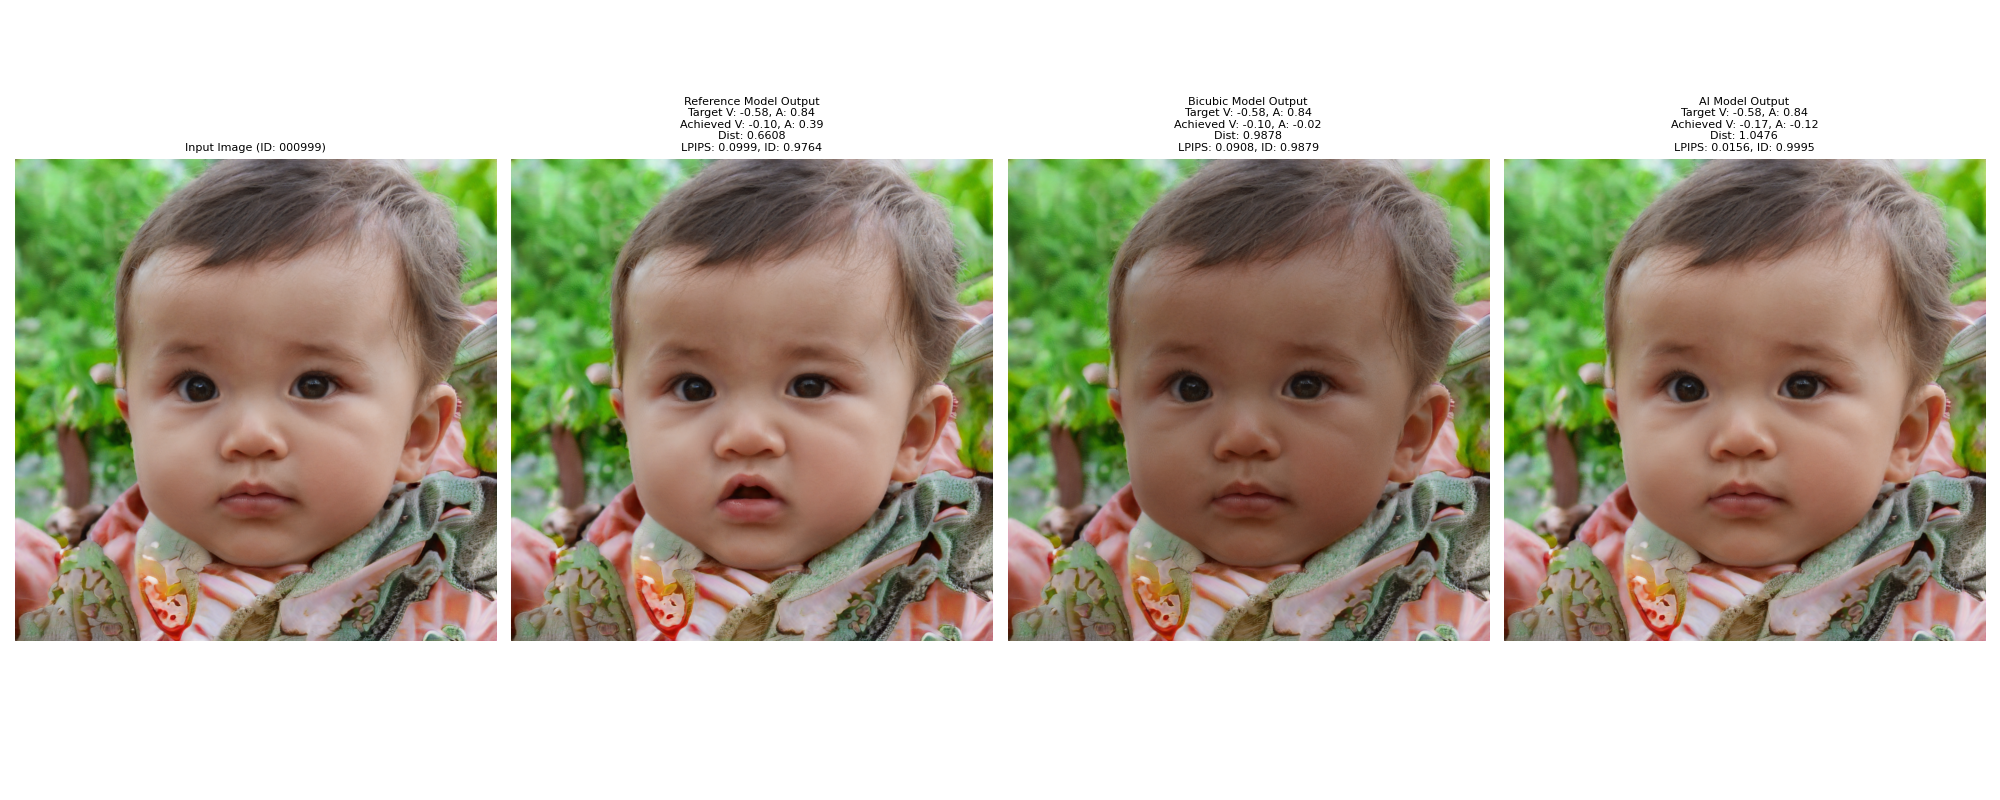 Input Image (ID: 000999)
Reference Model Output
Target V: -0.58, A: 0.84
Achieved V: -0.10, A: 0.39
Dist: 0.6608
LPIPS: 0.0999, ID: 0.9764
Bicubic Model Output
Target V: -0.58, A: 0.84
Achieved V: -0.10, A: -0.02
Dist: 0.9878
LPIPS: 0.0908, ID: 0.9879
AI Model Output
Target V: -0.58, A: 0.84
Achieved V: -0.17, A: -0.12
Dist: 1.0476
LPIPS: 0.0156, ID: 0.9995